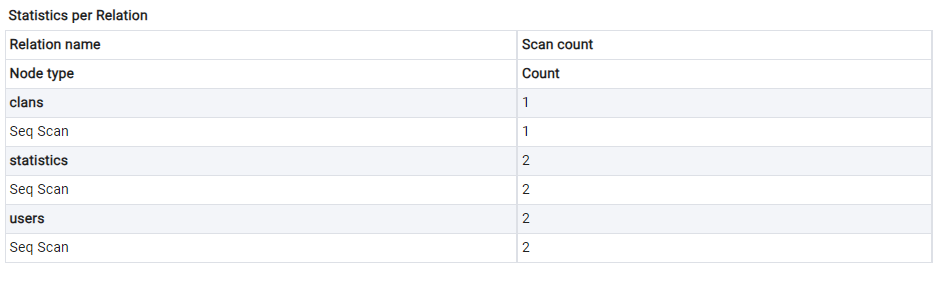 Statistics per Relation
Relation name Scan count
Node type Count
clans 1
Seq Scan 1
statistics 2
Seq Scan 2
users 2
Seq Scan 2